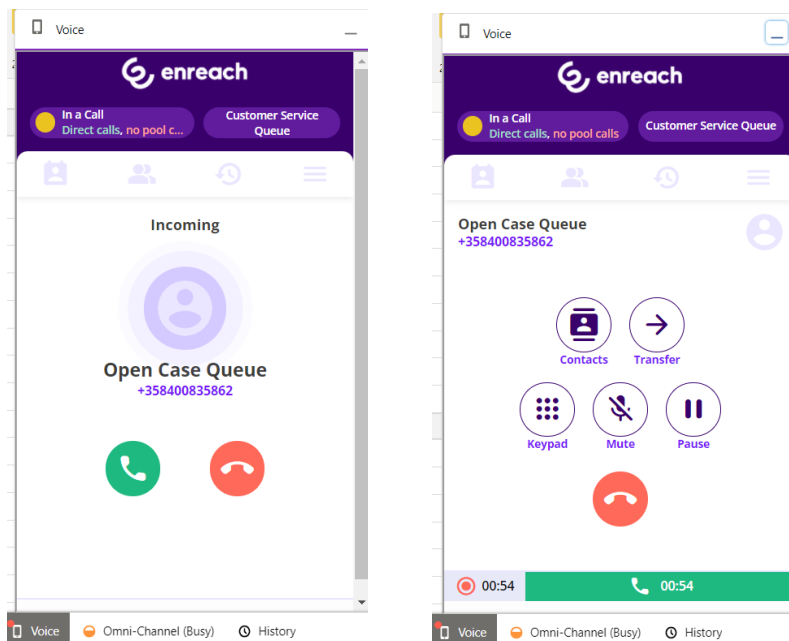 Voice
enreach
In a Call
Direct calls, no pool c...
Customer Service
Queue
Incoming
Open Case Queue
+358400835862
Voice
Omni-Channel (Busy)
History
Voice
enreach
In a Call
Direct calls, no pool calls
Customer Service Queue
Open Case Queue
+358400835862
Contacts
Transfer
Keypad
Mute
Pause
00:54
00:54
Voice
Omni-Channel (Busy)
History